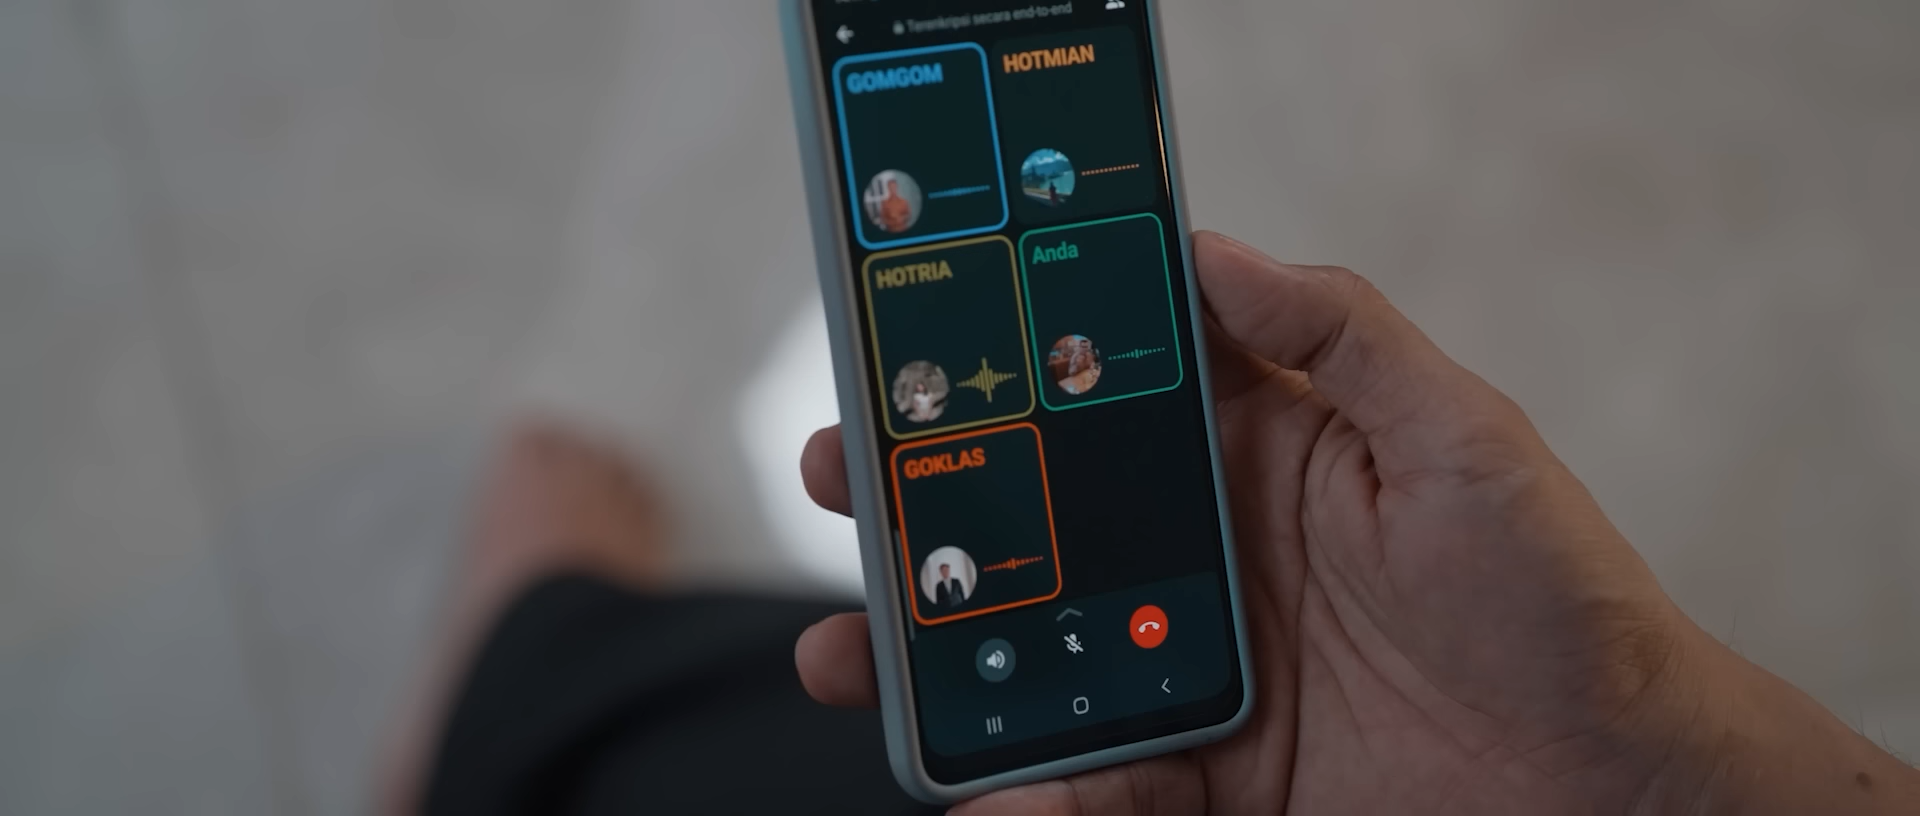 Terenkripsi secara end-to-end
GOMGOM
HOTMIAN
HOTRIA
Anda
GOKLAS